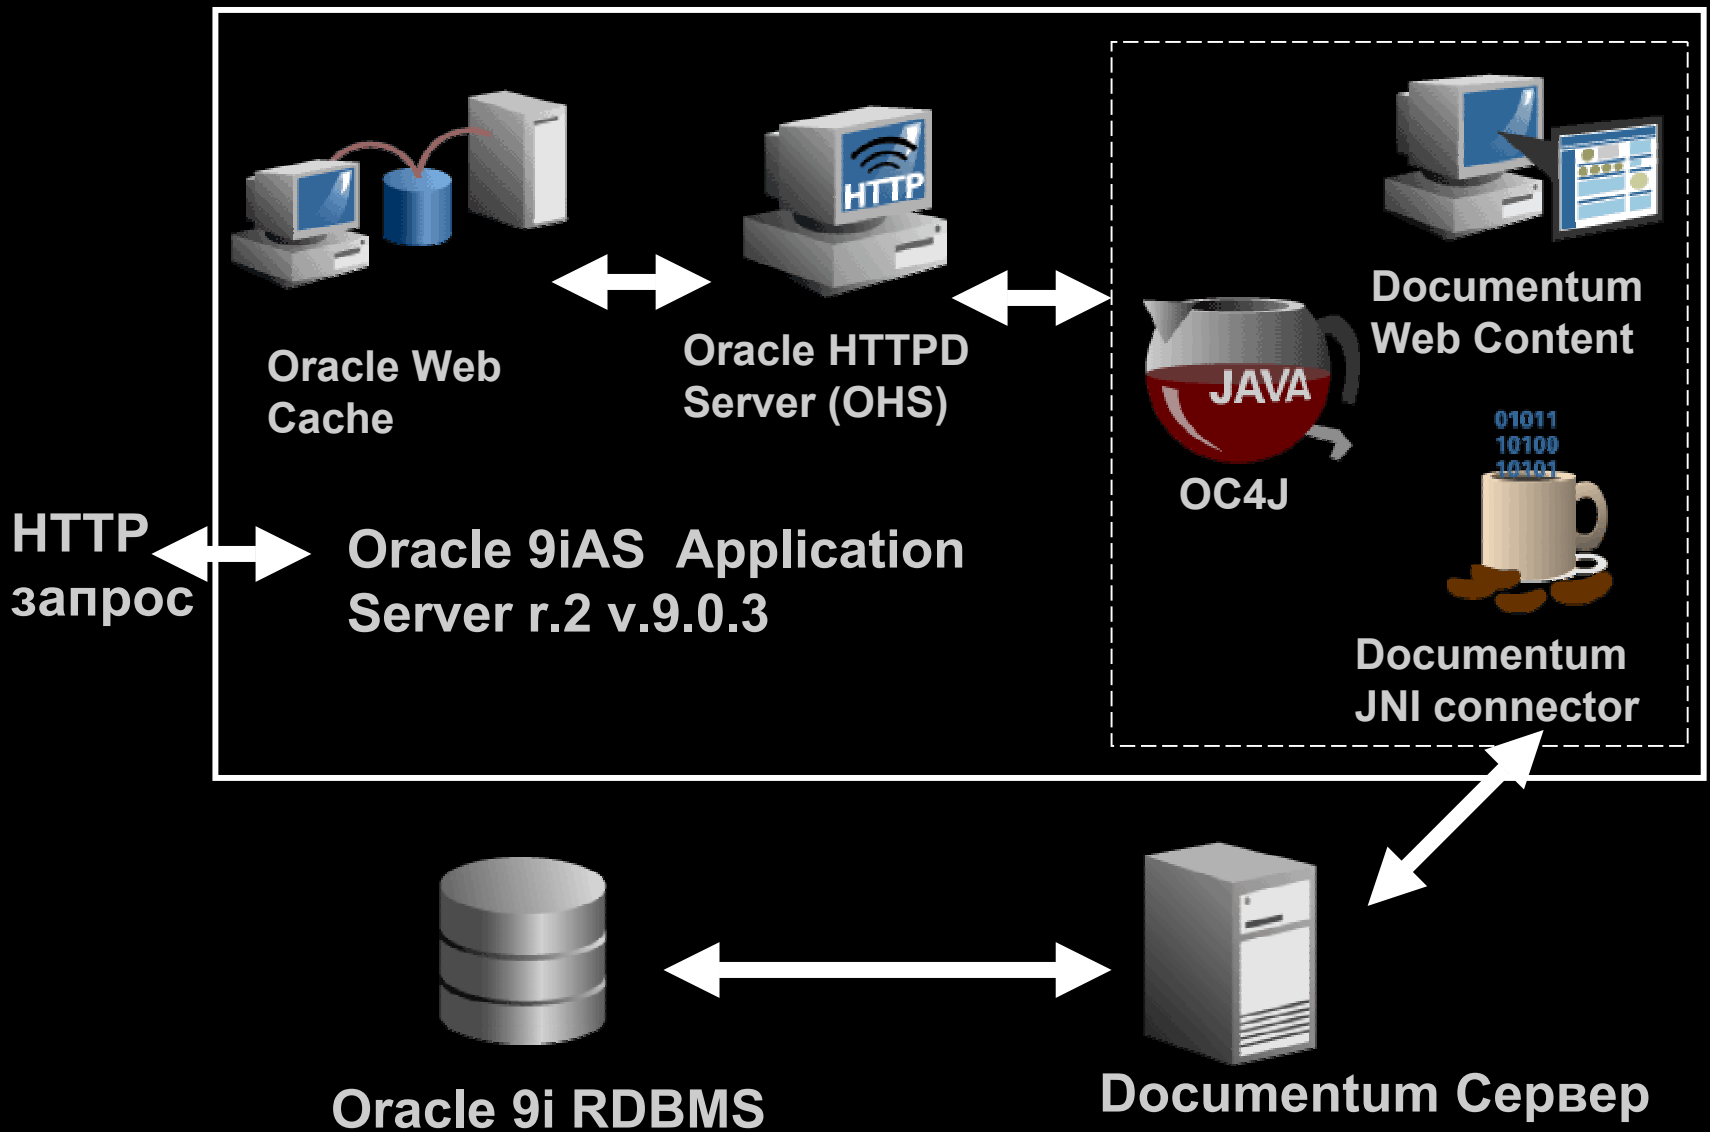 HTTP
Oracle Web
Cache
Oracle HTTPD
Server (OHS)
Documentum
Web Content
JAVA
OC4J
01011
10100
10101
HTTP
запрос
Oracle 9iAS Application
Server r.2 v.9.0.3
Documentum
JNI connector
Oracle 9i RDBMS
Documentum Сервер